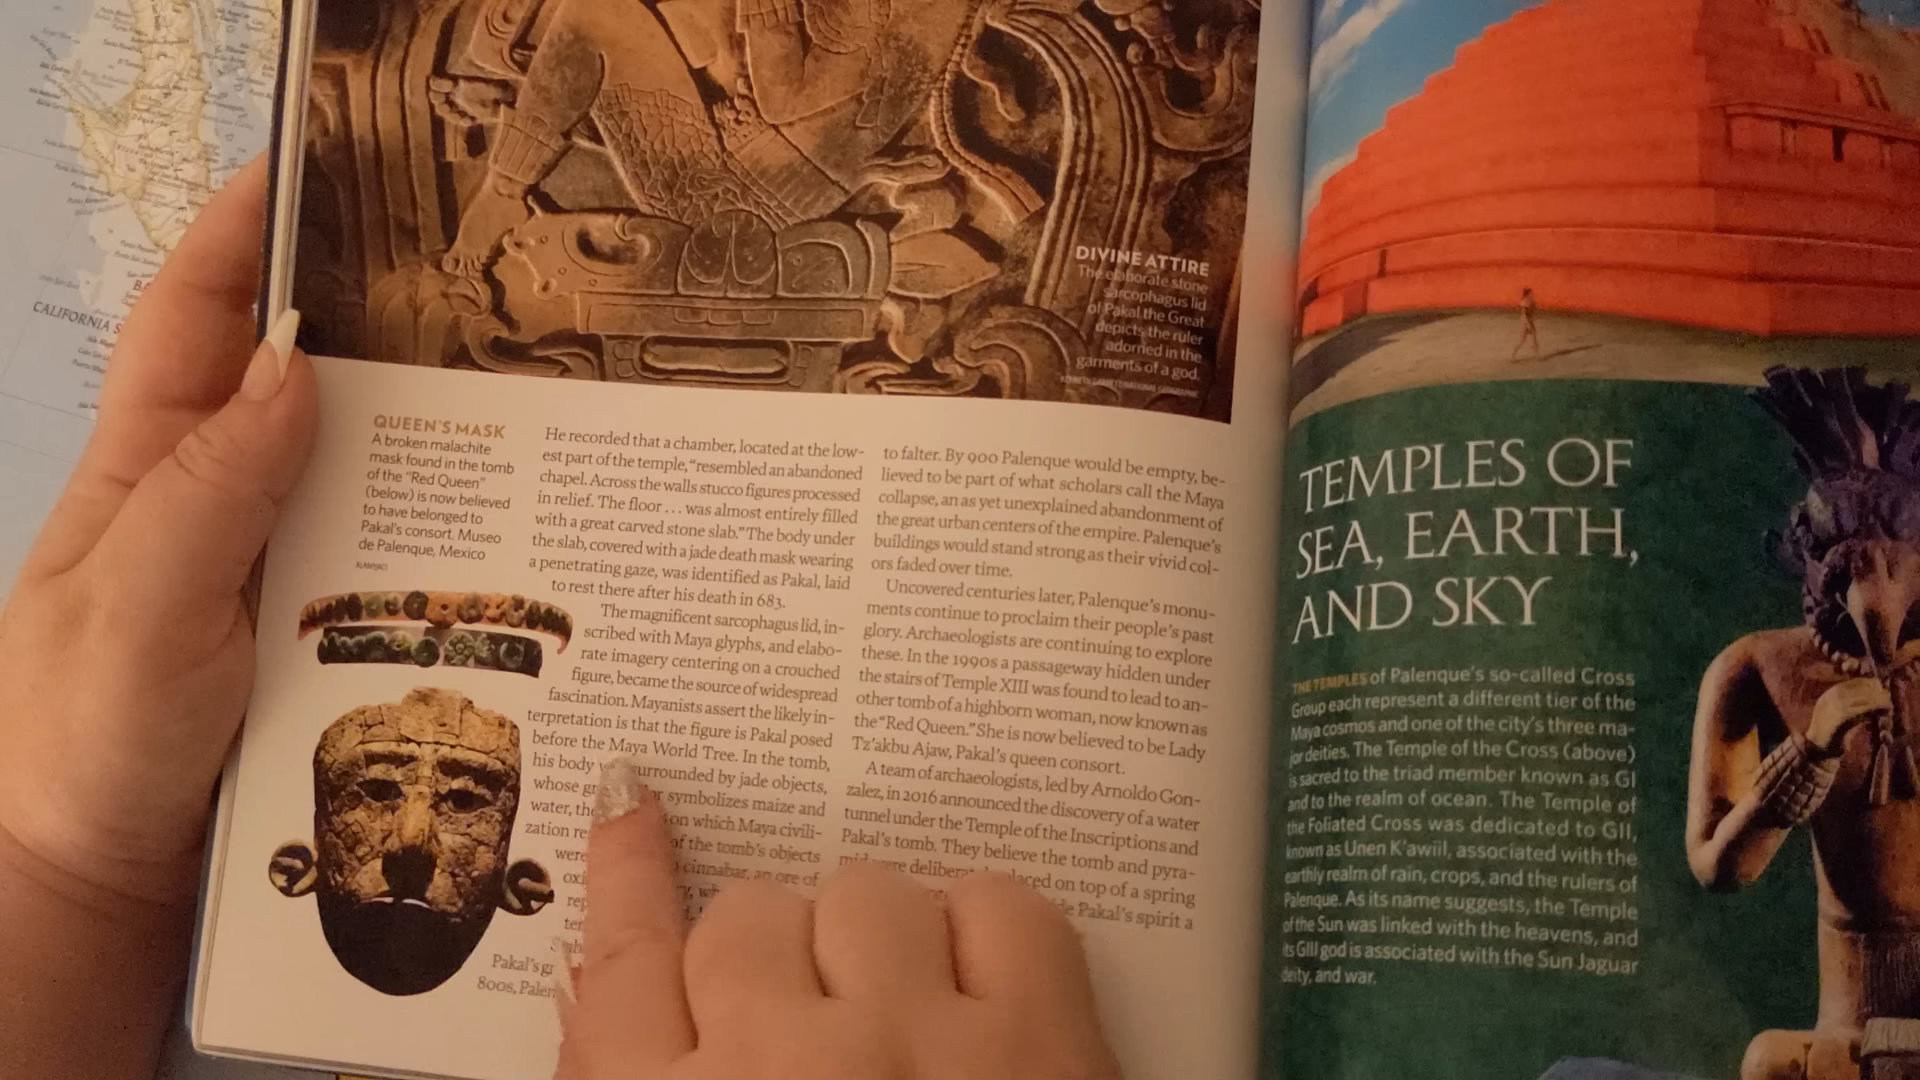 CALIFORNIA S
DIVINE ATTIRE
The elaborate stone
sarcophagus lid
of Pakal the Great
depicts the ruler
adorned in the
garments of a god.
QUEEN'S MASK
A broken malachite
mask found in the tomb
of the "Red Queen"
(below) is now believed
to have belonged to
Pakal's consort. Museo
de Palenque, Mexico
He recorded that a chamber, located at the low-
est part of the temple, "resembled an abandoned
chapel. Across the walls stucco figures processed
in relief. The floor ... was almost entirely filled
with a great carved stone slab." The body under
the slab, covered with a jade death mask wearing
a penetrating gaze, was identified as Pakal, laid
to rest there after his death in 683.
The magnificent sarcophagus lid, in-
scribed with Maya glyphs, and elabo-
rate imagery centering on a crouched
figure, became the source of widespread
fascination. Mayanists assert the likely in-
terpretation is that the figure is Pakal posed
before the Maya World Tree. In the tomb,
his body surrounded by jade objects,
whose symbolizes maize and
water, on which Maya civili-
zation of the tomb's objects
were cinnabar, an ore of
Pakal's
800s,
to falter. By 900 Palenque would be empty, be-
lieved to be part of what scholars call the Maya
collapse, an as yet unexplained abandonment of
the great urban centers of the empire. Palenque's
buildings would stand strong as their vivid col-
ors faded over time.
Uncovered centuries later, Palenque's monu-
ments continue to proclaim their people's past
glory. Archaeologists are continuing to explore
these. In the 1990s a passageway hidden under
the stairs of Temple XIII was found to lead to an-
other tomb of a highborn woman, now known as
the "Red Queen." She is now believed to be Lady
Tz'akbu Ajaw, Pakal's queen consort.
A team of archaeologists, led by Arnoldo Gon-
zalez, in 2016 announced the discovery of a water
tunnel under the Temple of the Inscriptions and
Pakal's tomb. They believe the tomb and pyra-
mid were placed on top of a spring
Pakal's spirit a
TEMPLES OF
SEA, EARTH,
AND SKY
THE TEMPLES of Palenque's so-called Cross
Group each represent a different tier of the
Maya cosmos and one of the city's three ma-
jor deities. The Temple of the Cross (above)
is sacred to the triad member known as GI
and to the realm of ocean. The Temple of
the Foliated Cross was dedicated to GII,
known as Unen K'awiil, associated with the
earthly realm of rain, crops, and the rulers of
Palenque. As its name suggests, the Temple
of the Sun was linked with the heavens, and
its GIII god is associated with the Sun Jaguar
deity, and war.